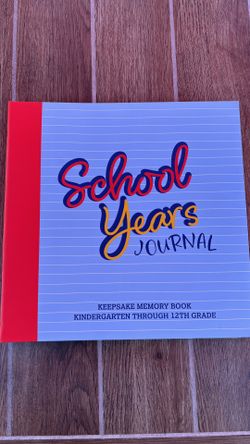 School
Years
JOURNAL
KEEPSAKE MEMORY BOOK
KINDERGARTEN THROUGH 12TH GRADE